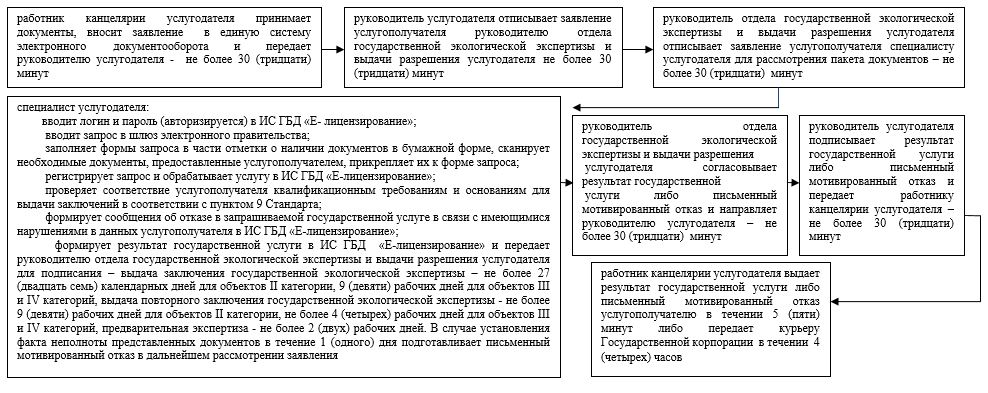 работник канцелярии услугодателя принимает
документы, вносит заявление в единую систему
электронного документооборота и передает
руководителю услугодателя - не более 30 (тридцати)
минут
руководитель услугодателя отписывает заявление
услугополучателя руководителю отдела
государственной экологической экспертизы и
выдачи разрешения услугодателя не более 30
(тридцати) минут
руководитель отдела государственной экологической
экспертизы и выдачи разрешения услугодателя
отписывает заявление услугополучателя специалисту
услугодателя для рассмотрения пакета документов – не
более 30 (тридцати) минут
специалист услугодателя:
вводит логин и пароль (авторизируется) в ИС ГБД «Е- лицензирование»;
вводит запрос в шлюз электронного правительства;
заполняет формы запроса в части отметки о наличии документов в бумажной форме, сканирует
необходимые документы, предоставленные услугополучателем, прикрепляет их к форме запроса;
регистрирует запрос и обрабатывает услугу в ИС ГБД «Е-лицензирование»;
проверяет соответствие услугополучателя квалификационным требованиям и основаниям для
выдачи заключений в соответствии с пунктом 9 Стандарта;
формирует сообщения об отказе в запрашиваемой государственной услуге в связи с имеющимися
нарушениями в данных услугополучателя в ИС ГБД «Е-лицензирование»;
формирует результат государственной услуги в ИС ГБД «Е-лицензирование» и передает
руководителю отдела государственной экологической экспертизы и выдачи разрешения услугодателя
для подписания – выдача заключения государственной экологической экспертизы – не более 27
(двадцать семь) календарных дней для объектов II категории, 9 (девяти) рабочих дней для объектов III
и IV категорий, выдача повторного заключения государственной экологической экспертизы - не более
9 (девяти) рабочих дней для объектов II категории, не более 4 (четырех) рабочих дней для объектов III
и IV категорий, предварительная экспертиза - не более 2 (двух) рабочих дней. В случае установления
факта неполноты представленных документов в течение 1 (одного) дня подготавливает письменный
мотивированный отказ в дальнейшем рассмотрении заявления
руководитель отдела
государственной экологической
экспертизы и выдачи разрешения
услугодателя согласовывает
результат государственной
услуги либо письменный
мотивированный отказ и направляет
руководителю услугодателя – не
более 30 (тридцати) минут
руководитель услугодателя
подписывает результат
государственной услуги
либо письменный
мотивированный отказ и
передает работнику
канцелярии услугодателя –
не более 30 (тридцати)
минут
работник канцелярии услугодателя выдает
результат государственной услуги либо
письменный мотивированный отказ
услугополучателю в течении 5 (пяти)
минут либо передает курьеру
Государственной корпорации в течении 4
(четырех) часов